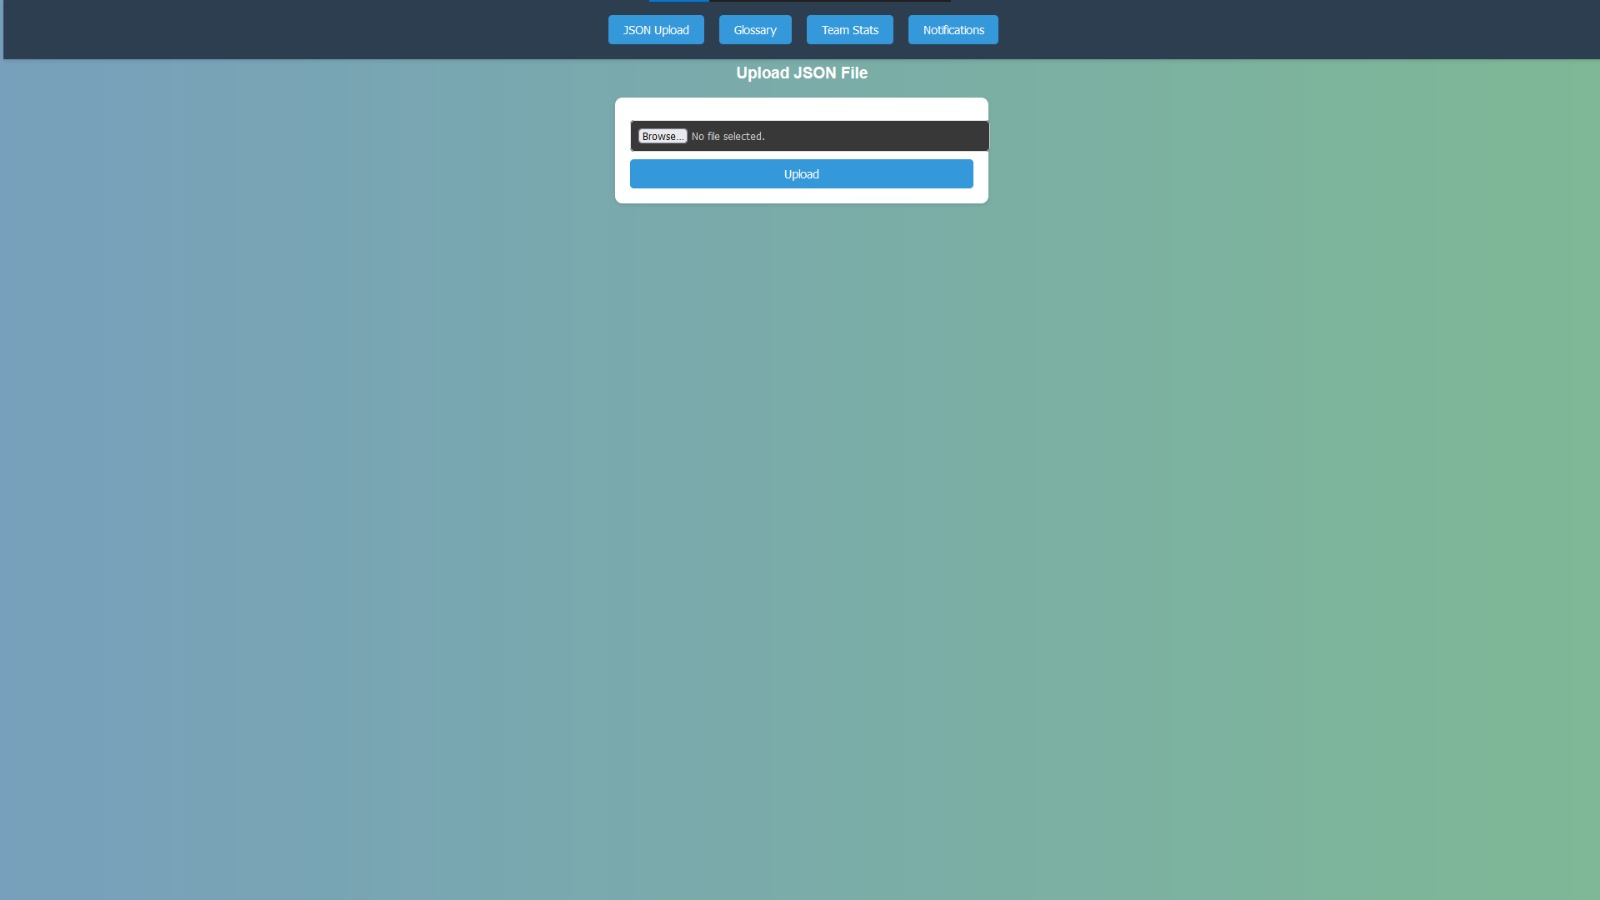 JSON Upload Glossary Team Stats Notifications
Upload JSON File
Browse... No file selected.
Upload